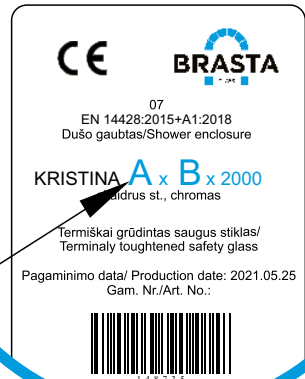 CE
BRASTA
07
EN 14428:2015+A1:2018
Dušo gaubtas/Shower enclosure
KRISTINA A x B x 2000
st., chromas
Termiškai grūdintas saugus stiklas/
Terminaly toughtened safety glass
Pagaminimo data/ Production date: 2021.05.25
Gam. Nr./Art. No.: